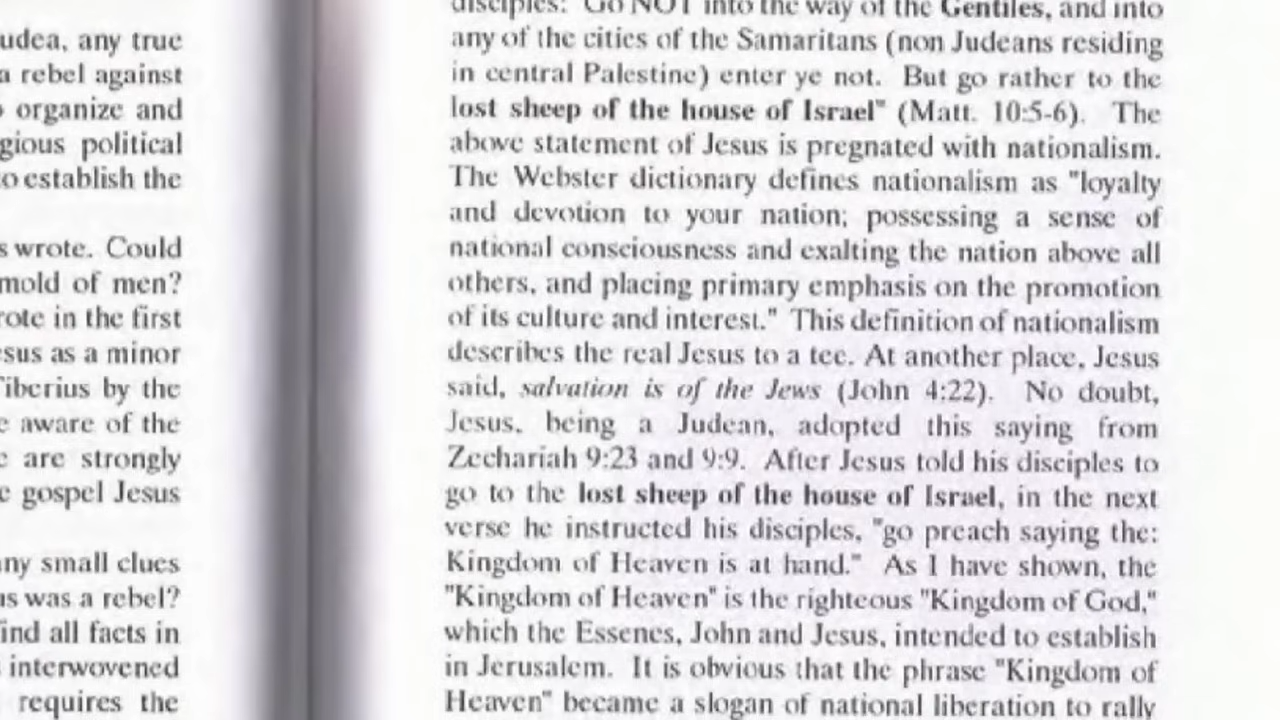 udea, any true
a rebel against
organize and
gious political
o establish the
s wrote. Could
mold of men?
rote in the first
esus as a minor
Tiberius by the
e aware of the
c are strongly
e gospel Jesus
any small clues
us was a rebel?
find all facts in
interwovened
requires the
disciples: Go NOT into the way of the Gentiles, and into
any of the cities of the Samaritans (non Judeans residing
in central Palestine) enter ye not. But go rather to the
lost sheep of the house of Israel" (Matt. 10:5-6). The
above statement of Jesus is pregnated with nationalism.
The Webster dictionary defines nationalism as "loyalty
and devotion to your nation; possessing a sense of
national consciousness and exalting the nation above all
others, and placing primary emphasis on the promotion
of its culture and interest." This definition of nationalism
describes the real Jesus to a tee. At another place, Jesus
said, salvation is of the Jews (John 4:22). No doubt,
Jesus, being a Judean, adopted this saying from
Zechariah 9:23 and 9:9. After Jesus told his disciples to
go to the lost sheep of the house of Israel, in the next
verse he instructed his disciples, "go preach saying the:
Kingdom of Heaven is at hand." As I have shown, the
"Kingdom of Heaven" is the righteous "Kingdom of God,"
which the Essenes, John and Jesus, intended to establish
in Jerusalem. It is obvious that the phrase "Kingdom of
Heaven" became a slogan of national liberation to rally